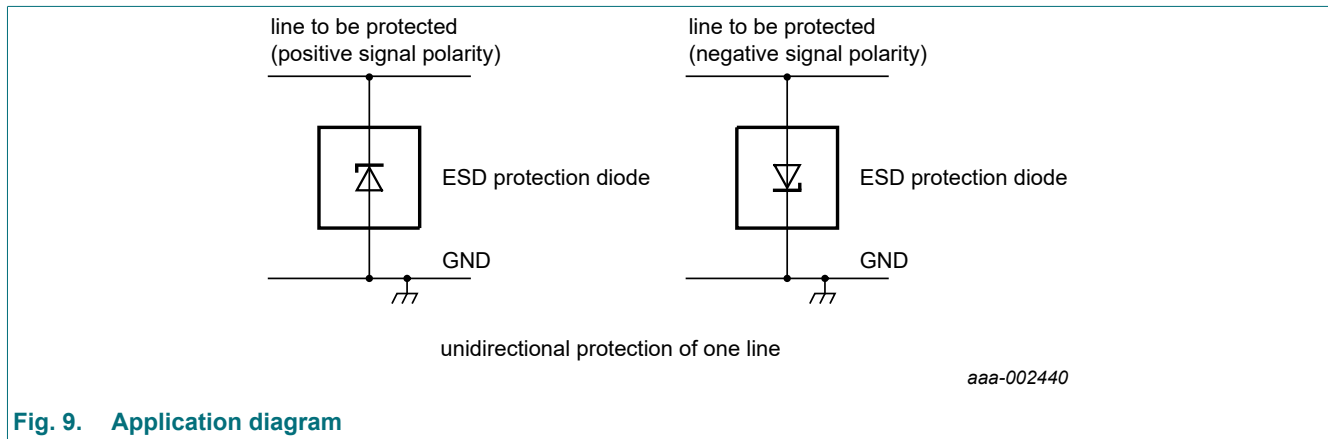 line to be protected
(positive signal polarity)
line to be protected
(negative signal polarity)
ESD protection diode
ESD protection diode
GND
GND
unidirectional protection of one line
aaa-002440
Fig. 9. Application diagram